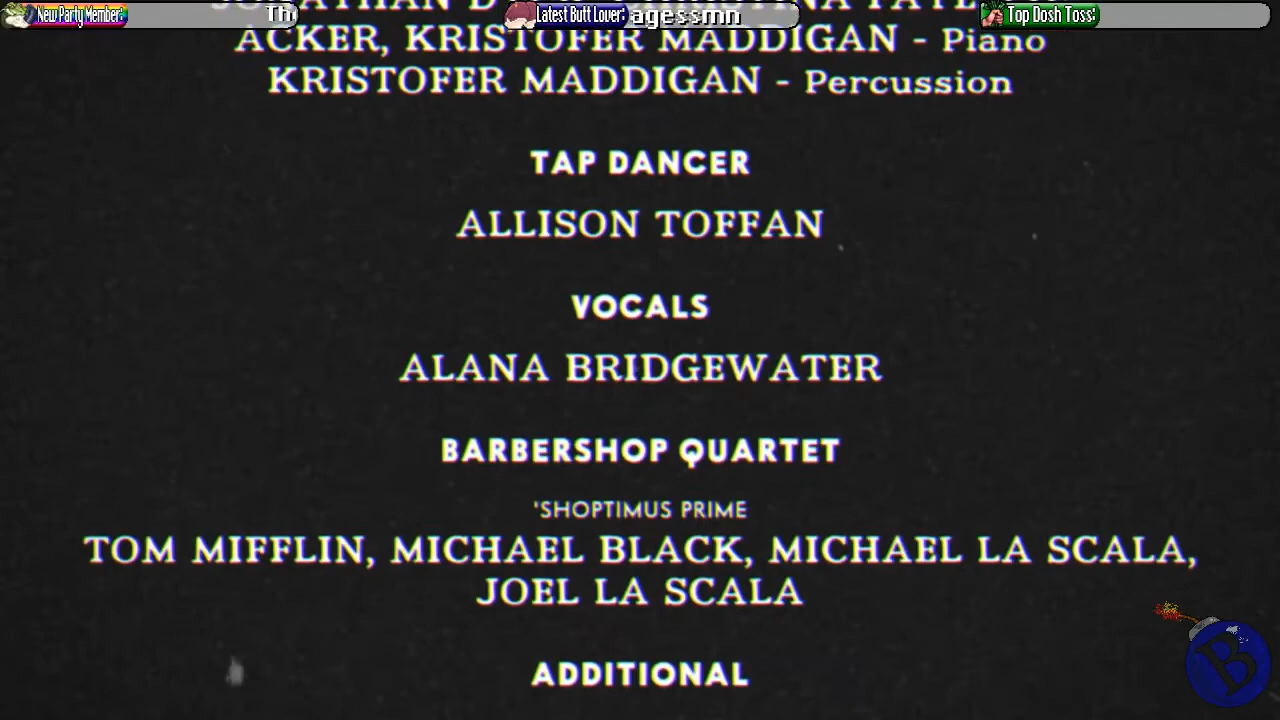 New Party Member: Th
Latest Butt Lover: agessmn
Top Dosh Toss:
ACKER, KRISTOFER MADDIGAN - Piano
KRISTOFER MADDIGAN - Percussion
TAP DANCER
ALLISON TOFFAN
VOCALS
ALANA BRIDGEWATER
BARBERSHOP QUARTET
'SHOPTIMUS PRIME
TOM MIFFLIN, MICHAEL BLACK, MICHAEL LA SCALA,
JOEL LA SCALA
ADDITIONAL
B